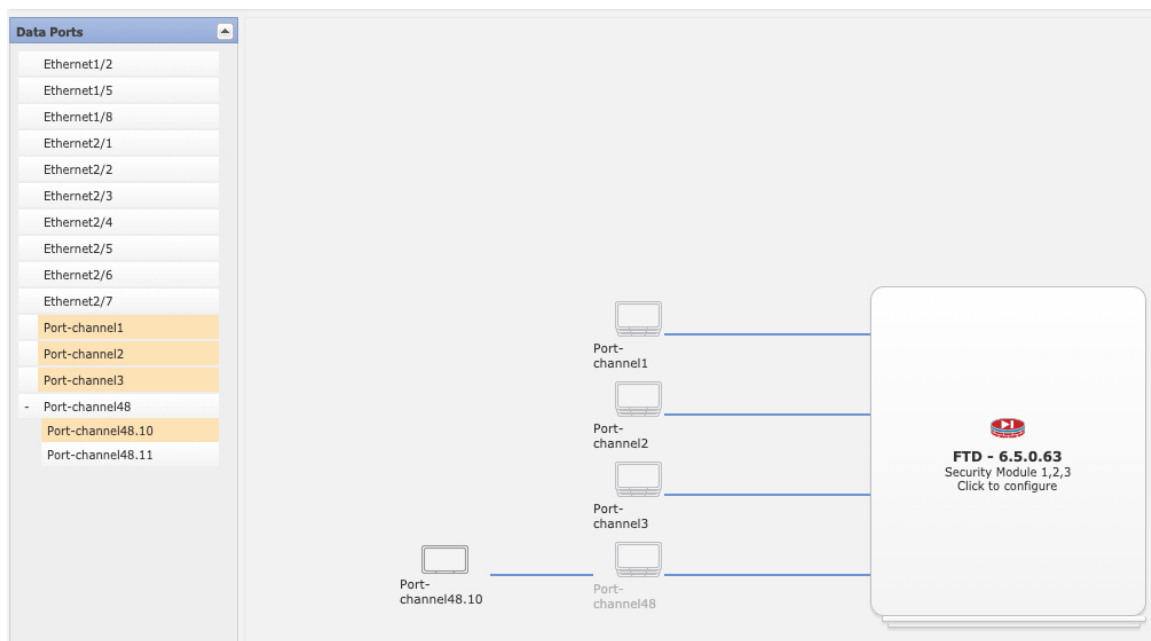 Data Ports
Ethernet1/2
Ethernet1/5
Ethernet1/8
Ethernet2/1
Ethernet2/2
Ethernet2/3
Ethernet2/4
Ethernet2/5
Ethernet2/6
Ethernet2/7
Port-channel1
Port-channel2
Port-channel3
- Port-channel48
Port-channel48.10
Port-channel48.11
Port-
channel1
Port-
channel2
Port-
channel3
Port-
channel48.10
Port-
channel48
FTD - 6.5.0.63
Security Module 1,2,3
Click to configure